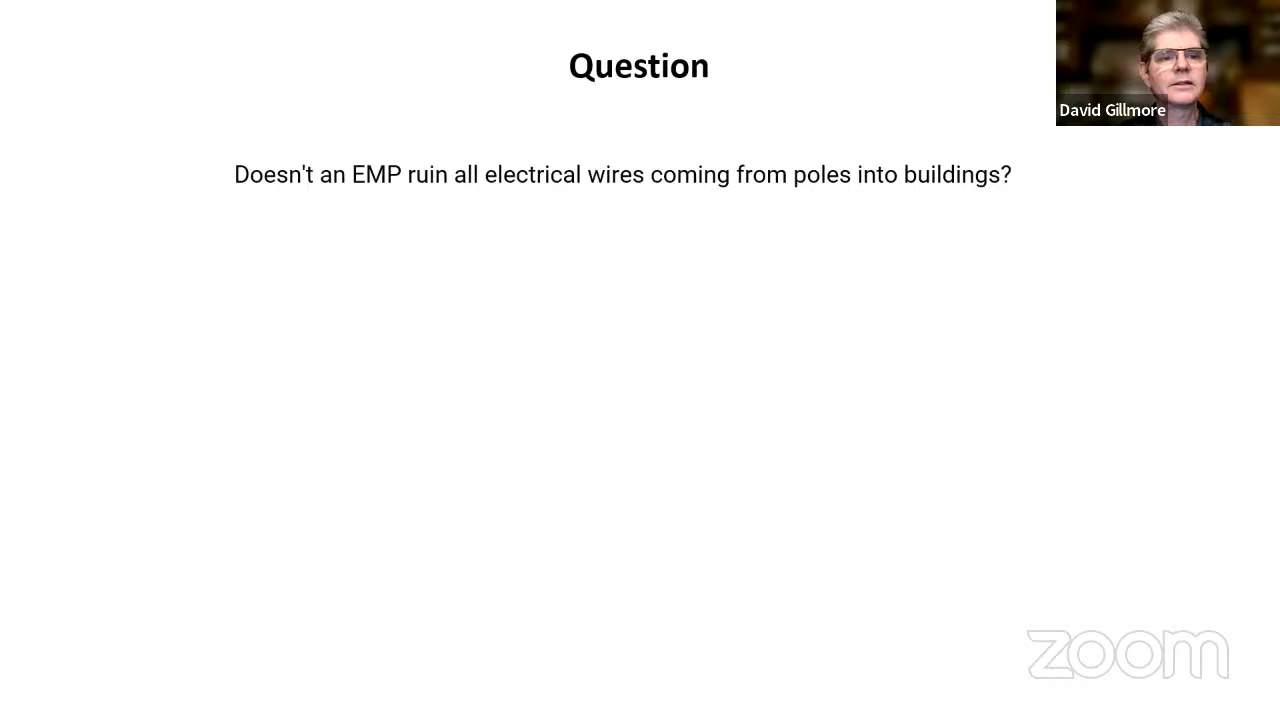 Question
David Gillmore
Doesn't an EMP ruin all electrical wires coming from poles into buildings?
zoom